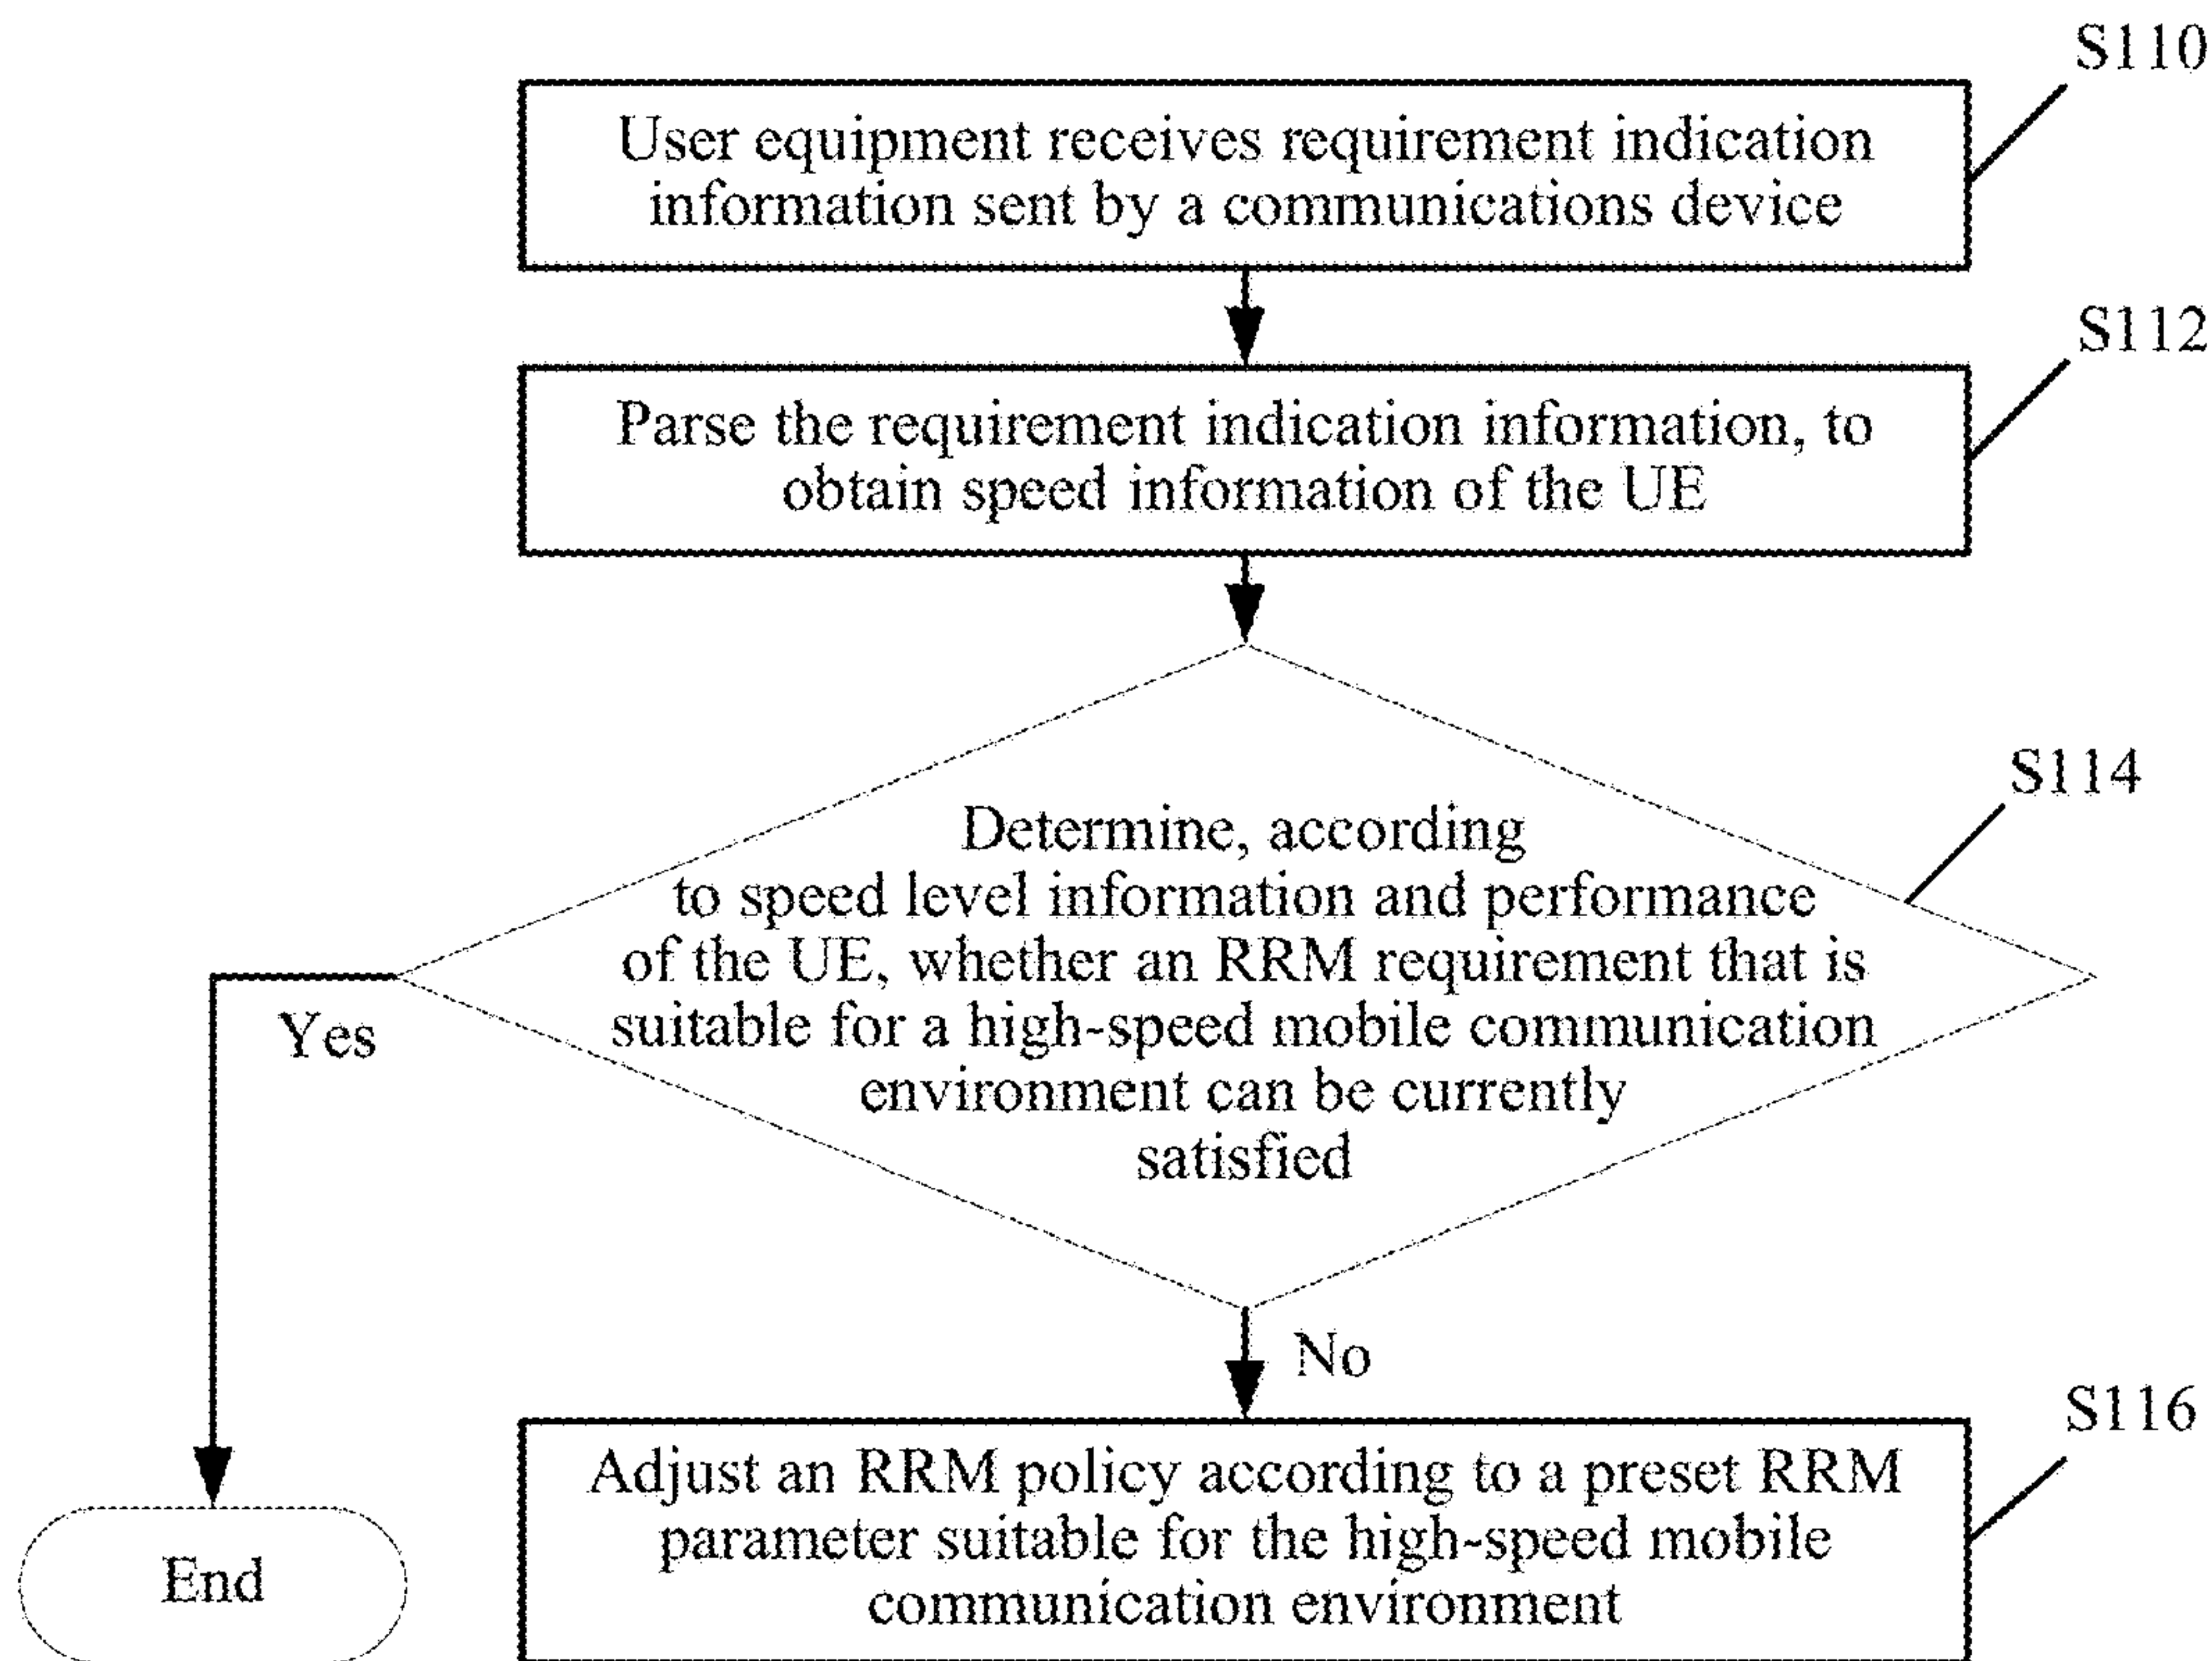 S110
User equipment receives requirement indication
information sent by a communications device
S112
Parse the requirement indication information, to
obtain speed information of the UE
S114
Determine, according
to speed level information and performance
of the UE, whether an RRM requirement that is
suitable for a high-speed mobile communication
environment can be currently
satisfied
Yes
No
S116
Adjust an RRM policy according to a preset RRM
parameter suitable for the high-speed mobile
communication environment
End